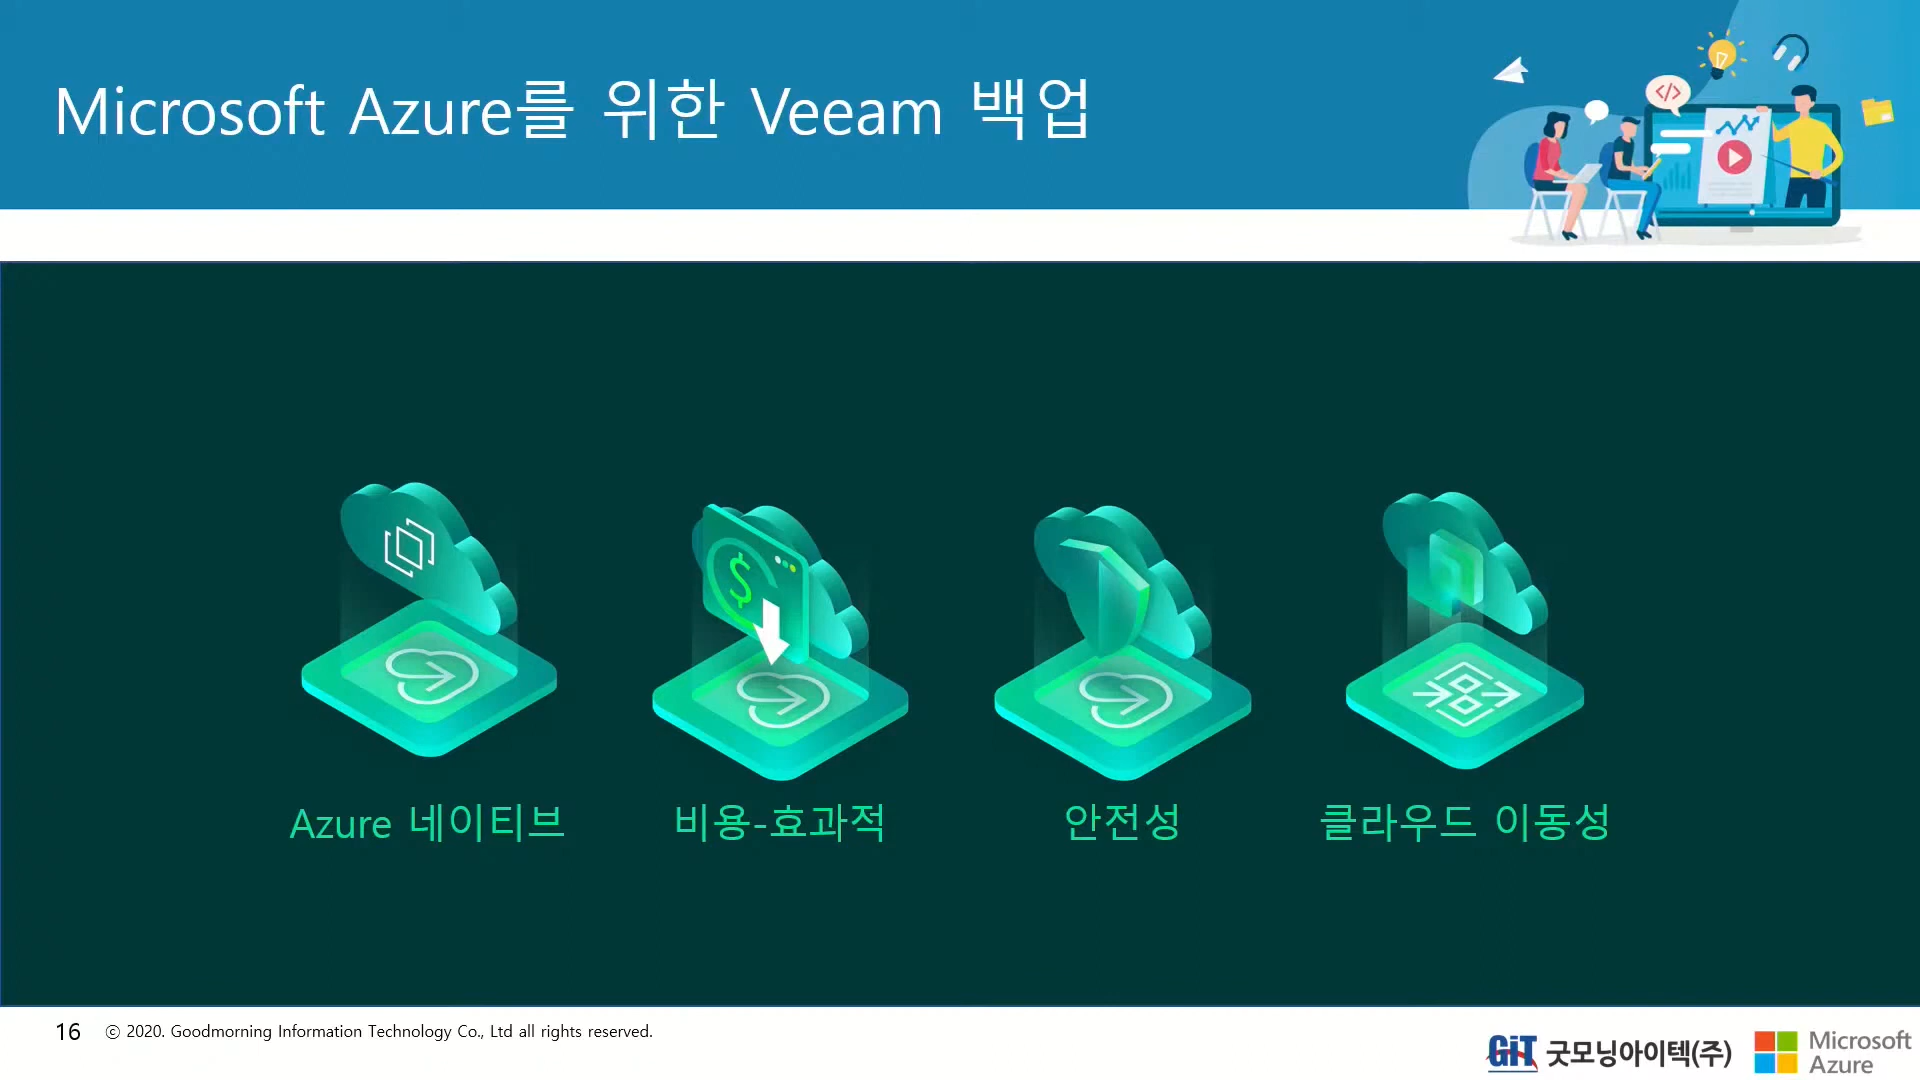 Microsoft Azure를 위한 Veeam 백업
</>
$
Azure 네이티브
비용-효과적
안전성
클라우드 이동성
16
ⓒ 2020. Goodmorning Information Technology Co., Ltd all rights reserved.
GiT 굿모닝아이텍(주)
Microsoft
Azure